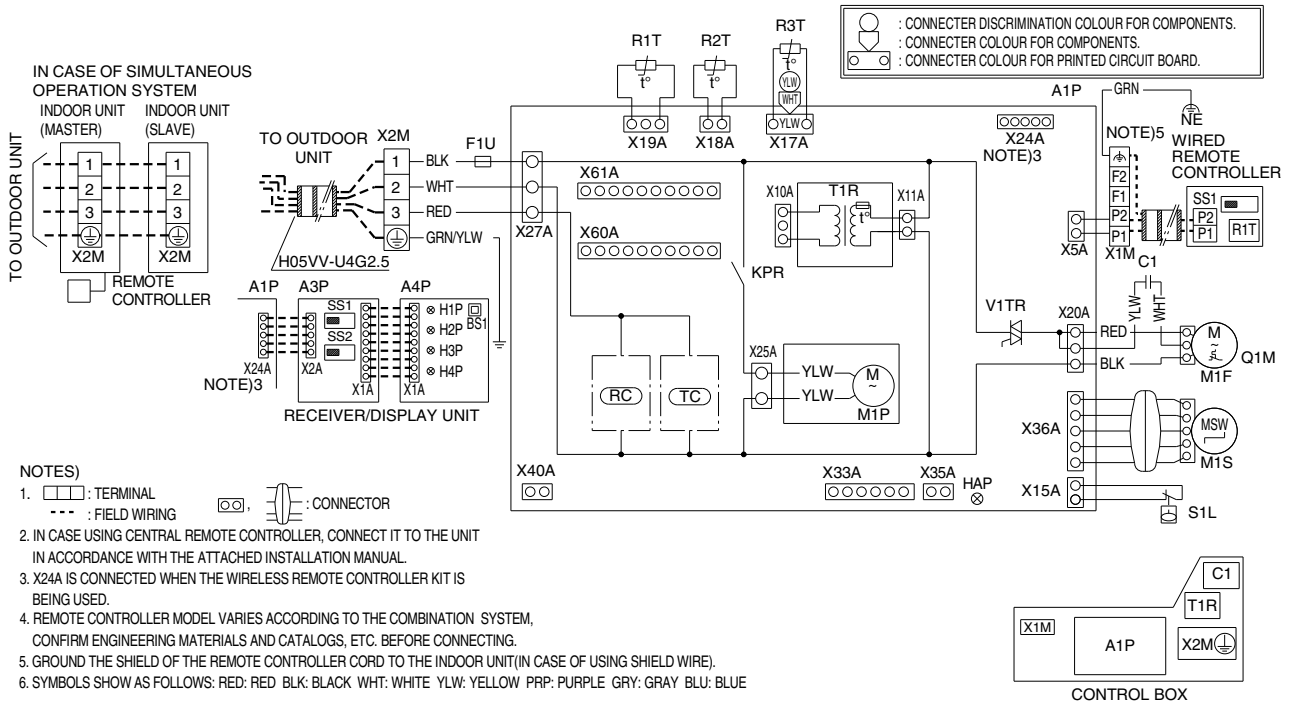 IN CASE OF SIMULTANEOUS
OPERATION SYSTEM
INDOOR UNIT
(MASTER)
INDOOR UNIT
(SLAVE)
TO OUTDOOR UNIT
1
2
3
X2M
1
2
3
X2M
REMOTE
CONTROLLER
TO OUTDOOR
UNIT
H05VV-U4G2.5
X2M
1
2
3
BLK
WHT
RED
GRN/YLW
F1U
X27A
R1T
t°
X19A
R2T
t°
X18A
R3T
t°
YLW
WHT
YLW
X17A
: CONNECTER DISCRIMINATION COLOUR FOR COMPONENTS.
: CONNECTER COLOUR FOR COMPONENTS.
: CONNECTER COLOUR FOR PRINTED CIRCUIT BOARD.
A1P
X24A
NOTE)3
X61A
X60A
X10A
T1R
t°
X11A
KPR
X25A
YLW
YLW
M
~
M1P
RC
TC
V1TR
X5A
X20A
X36A
X15A
X40A
X33A
X35A
HAP
GRN
NE
NOTE)5
F2
F1
P2
P1
X1M
WIRED
REMOTE
CONTROLLER
SS1
P2
P1
R1T
C1
YLW
WHT
RED
BLK
M
~
Q1M
M1F
MSW
M1S
S1L
A1P
X24A
NOTE)3
A3P
SS1
SS2
X2A
X1A
A4P
H1P
H2P
H3P
H4P
BS1
X1A
RECEIVER/DISPLAY UNIT
NOTES)
1. : TERMINAL
: FIELD WIRING
, : CONNECTOR
2. IN CASE USING CENTRAL REMOTE CONTROLLER, CONNECT IT TO THE UNIT
IN ACCORDANCE WITH THE ATTACHED INSTALLATION MANUAL.
3. X24A IS CONNECTED WHEN THE WIRELESS REMOTE CONTROLLER KIT IS
BEING USED.
4. REMOTE CONTROLLER MODEL VARIES ACCORDING TO THE COMBINATION SYSTEM,
CONFIRM ENGINEERING MATERIALS AND CATALOGS, ETC. BEFORE CONNECTING.
5. GROUND THE SHIELD OF THE REMOTE CONTROLLER CORD TO THE INDOOR UNIT(IN CASE OF USING SHIELD WIRE).
6. SYMBOLS SHOW AS FOLLOWS: RED: RED BLK: BLACK WHT: WHITE YLW: YELLOW PRP: PURPLE GRY: GRAY BLU: BLUE
C1
T1R
X1M
A1P
X2M
CONTROL BOX